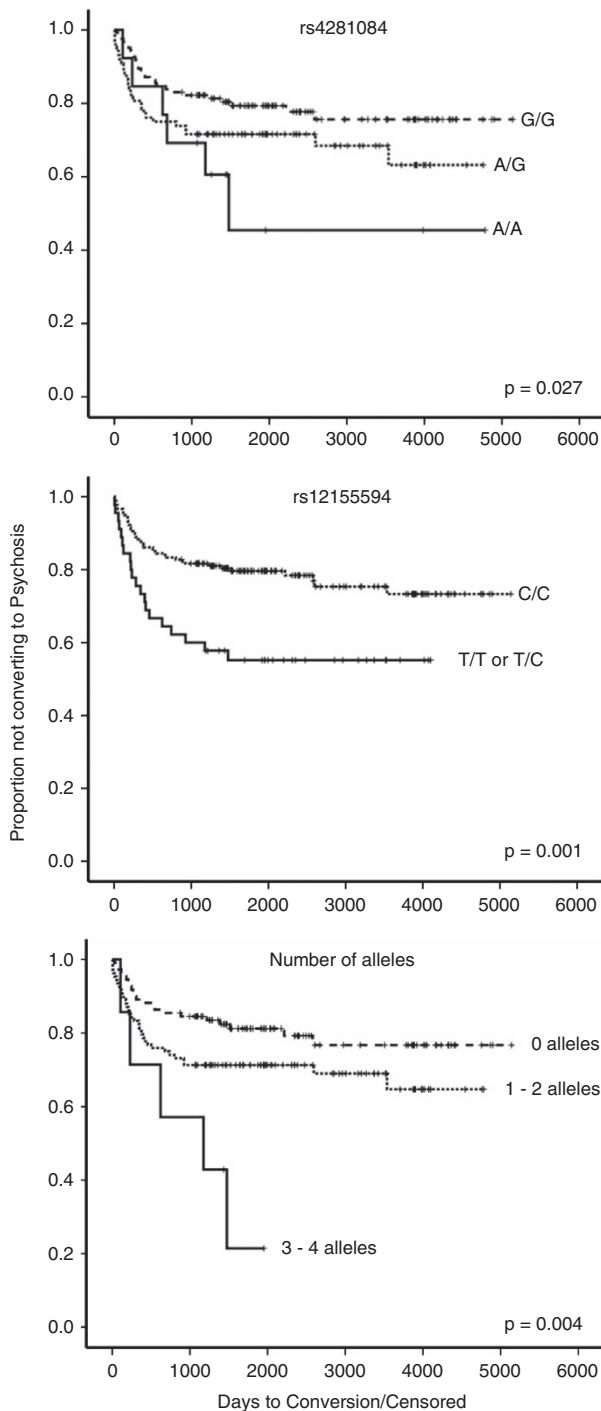 rs4281084
1.0
0.8
0.6
0.4
0.2
0.0
G/G
A/G
A/A
p = 0.027
0 1000 2000 3000 4000 5000 6000
Proportion not converting to Psychosis
rs12155594
1.0
0.8
0.6
0.4
0.2
0.0
C/C
T/T or T/C
p = 0.001
0 1000 2000 3000 4000 5000 6000
Number of alleles
1.0
0.8
0.6
0.4
0.2
0.0
0 alleles
1 - 2 alleles
3 - 4 alleles
p = 0.004
0 1000 2000 3000 4000 5000 6000
Days to Conversion/Censored